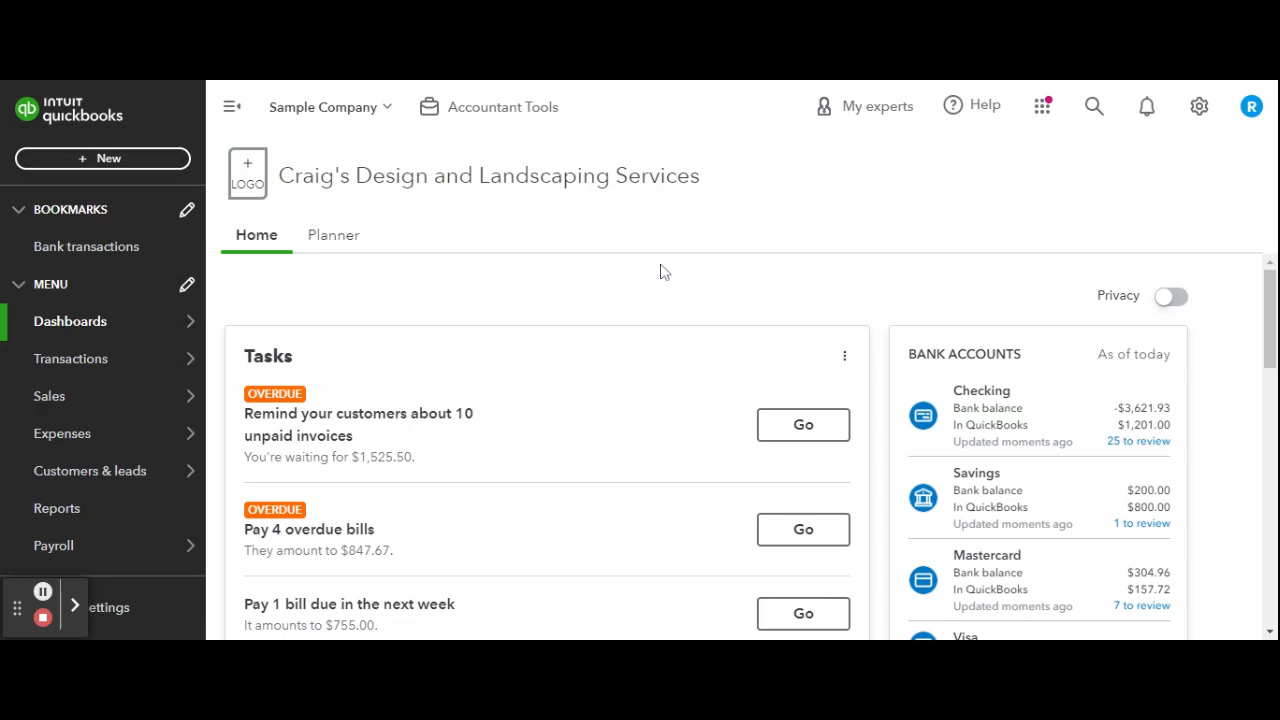 INTUIT
qb quickbooks
+ New
BOOKMARKS
Bank transactions
MENU
Dashboards
Transactions
Sales
Expenses
Customers & leads
Reports
Payroll
ettings
Sample Company
Accountant Tools
My experts
Help
R
+
LOGO
Craig's Design and Landscaping Services
Home
Planner
Privacy
Tasks
OVERDUE
Remind your customers about 10
unpaid invoices
You're waiting for $1,525.50.
Go
OVERDUE
Pay 4 overdue bills
They amount to $847.67.
Go
Pay 1 bill due in the next week
It amounts to $755.00.
Go
BANK ACCOUNTS As of today
Checking
Bank balance -$3,621.93
In QuickBooks $1,201.00
Updated moments ago 25 to review
Savings
Bank balance $200.00
In QuickBooks $800.00
Updated moments ago 1 to review
Mastercard
Bank balance $304.96
In QuickBooks $157.72
Updated moments ago 7 to review
Visa